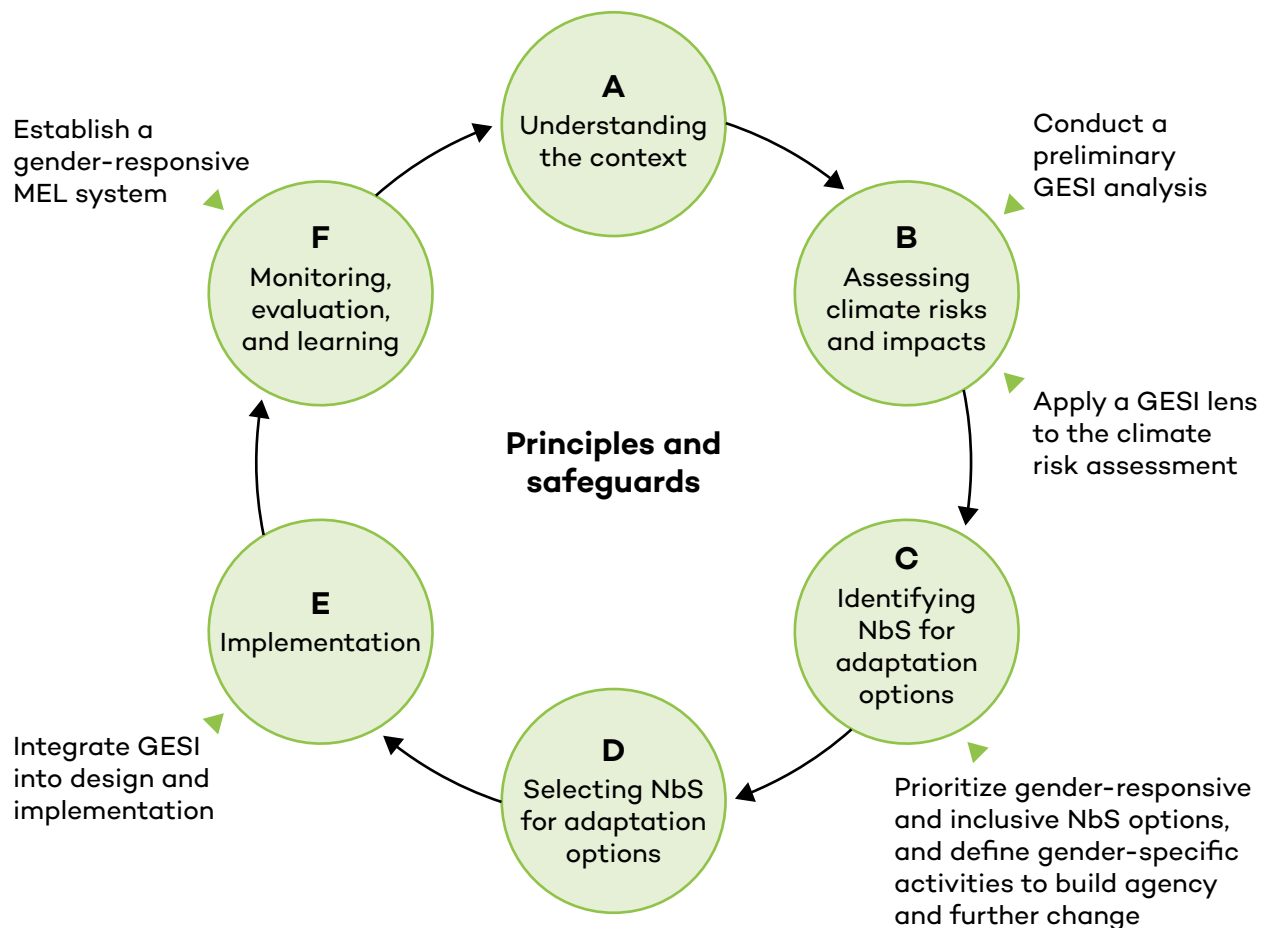 A
Understanding
the context
Conduct a
preliminary
GESI analysis
B
Assessing
climate risks
and impacts
Apply a GESI lens
to the climate
risk assessment
C
Identifying
NbS for
adaptation
options
Prioritize gender-responsive
and inclusive NbS options,
and define gender-specific
activities to build agency
and further change
D
Selecting NbS
for adaptation
options
E
Implementation
Integrate GESI
into design and
implementation
F
Monitoring,
evaluation,
and learning
Establish a
gender-responsive
MEL system
Principles and
safeguards